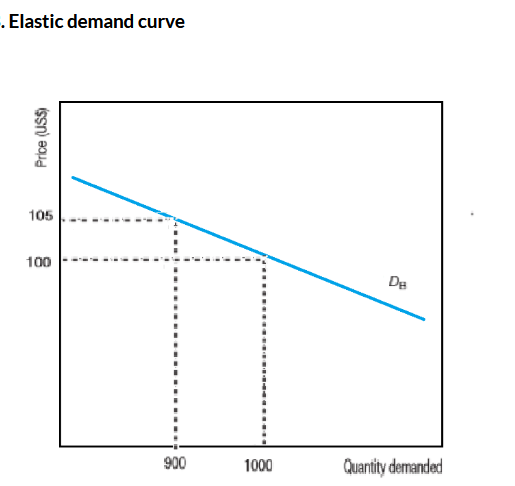 . Elastic demand curve
Price (US$)
105
100
D_B
900
1000
Quantity demanded